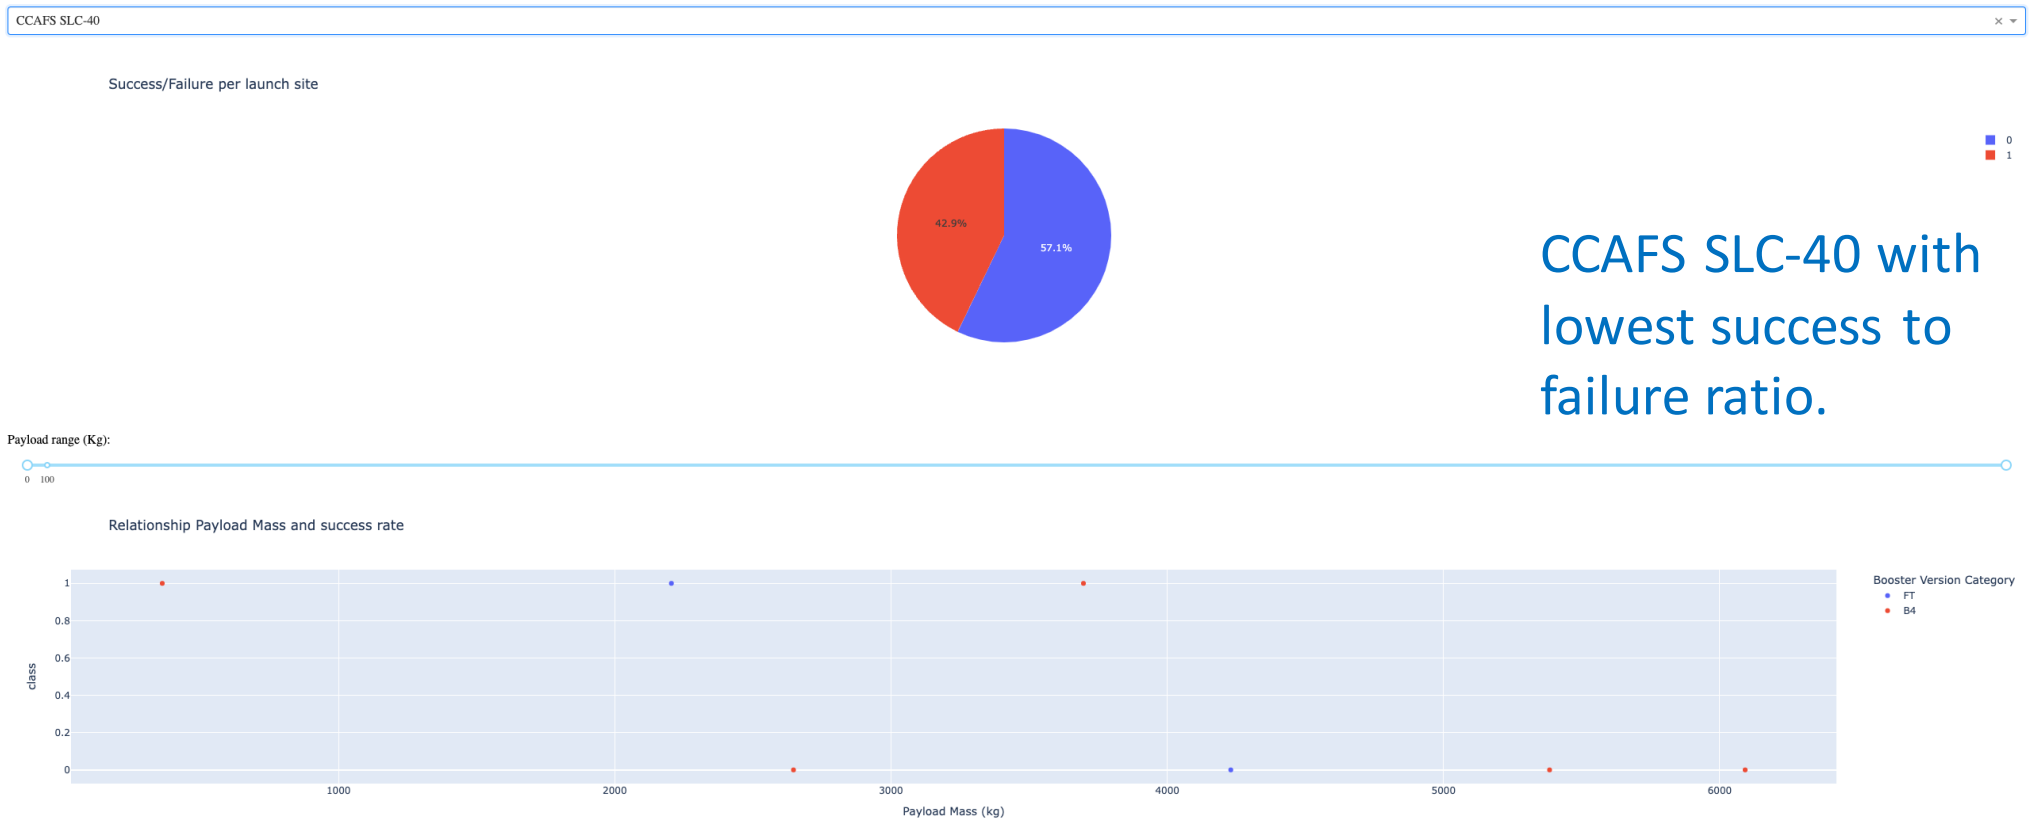 CCAFS SLC-40
Success/Failure per launch site
0
1
42.9%
57.1%
CCAFS SLC-40 with
lowest success to
failure ratio.
Payload range (Kg):
0 100
Relationship Payload Mass and success rate
Booster Version Category
FT
B4
1
0.8
0.6
0.4
0.2
0
class
1000 2000 3000 4000 5000 6000
Payload Mass (kg)